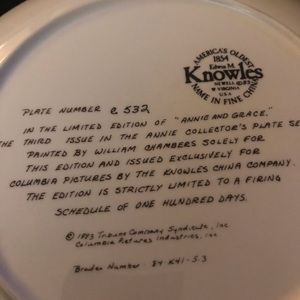 AMERICA'S OLDEST
1854
Edwin M.
Knowles
NEWELL
W VIRGINIA
U.S.A.
NAME IN FINE CHINA
PLATE NUMBER C 532
IN THE LIMITED EDITION OF "ANNIE AND GRACE,"
THE THIRD ISSUE IN THE ANNIE COLLECTOR'S PLATE SE
PAINTED BY WILLIAM CHAMBERS SOLELY FOR
THIS EDITION AND ISSUED EXCLUSIVELY FOR
COLUMBIA PICTURES BY THE KNOWLES CHINA COMPANY.
THE EDITION IS STRICTLY LIMITED TO A FIRING
SCHEDULE OF ONE HUNDRED DAYS.
© 1983 Tribune Company Syndicate, Inc
Columbia Pictures Industries, Inc.
Bradex Number 84-K41-5.3